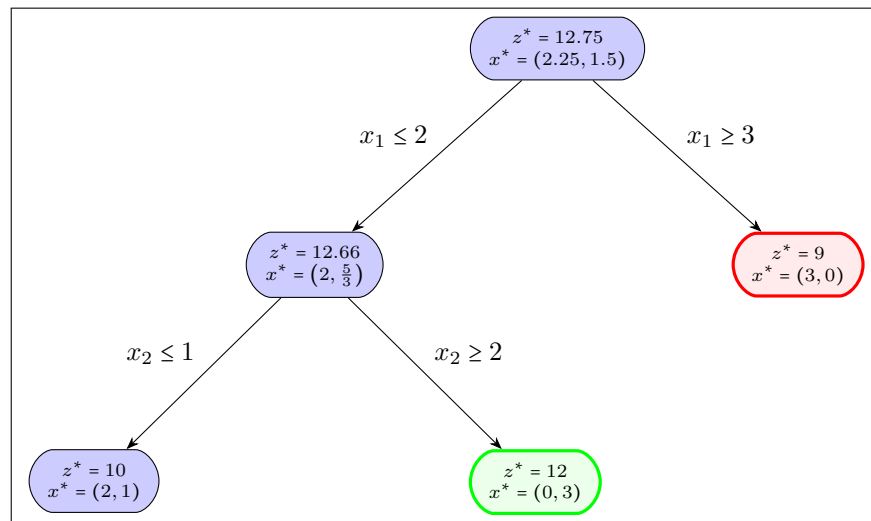 z* = 12.75
x* = (2.25, 1.5)
x₁ ≤ 2
x₁ ≥ 3
z* = 12.66
x* = (2, 5/3)
z* = 9
x* = (3, 0)
x₂ ≤ 1
x₂ ≥ 2
z* = 10
x* = (2, 1)
z* = 12
x* = (0, 3)